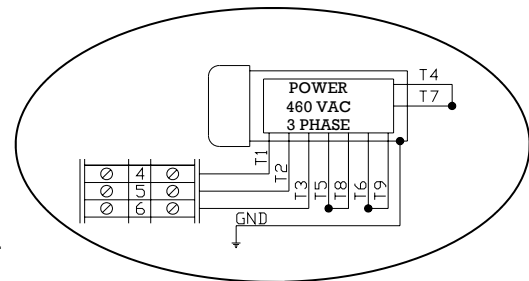 T4
POWER
460 VAC
3 PHASE
T7
T1
T2
T3
T5
T8
T6
T9
4
5
6
GND